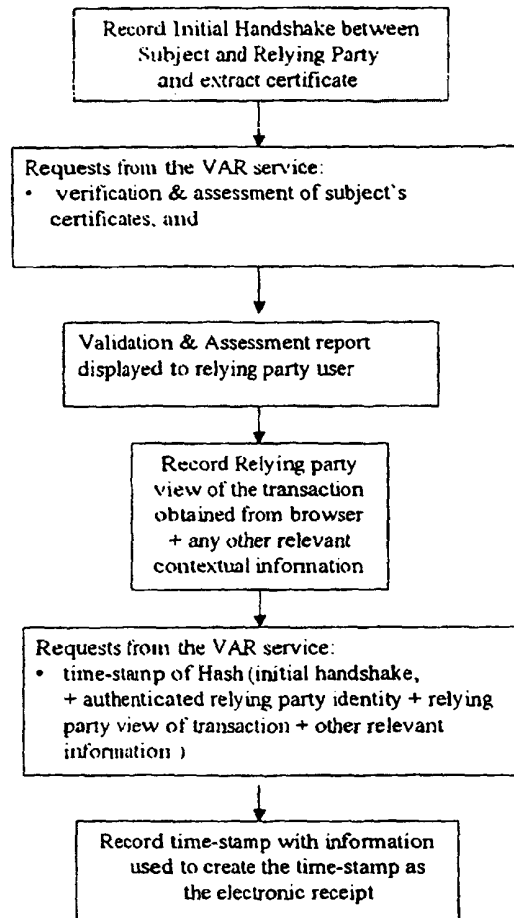 Record Initial Handshake between
Subject and Relying Party
and extract certificate
Requests from the VAR service:
• verification & assessment of subject's
certificates, and
Validation & Assessment report
displayed to relying party user
Record Relying party
view of the transaction
obtained from browser
+ any other relevant
contextual information
Requests from the VAR service:
• time-stamp of Hash (initial handshake,
+ authenticated relying party identity + relying
party view of transaction + other relevant
information )
Record time-stamp with information
used to create the time-stamp as
the electronic receipt